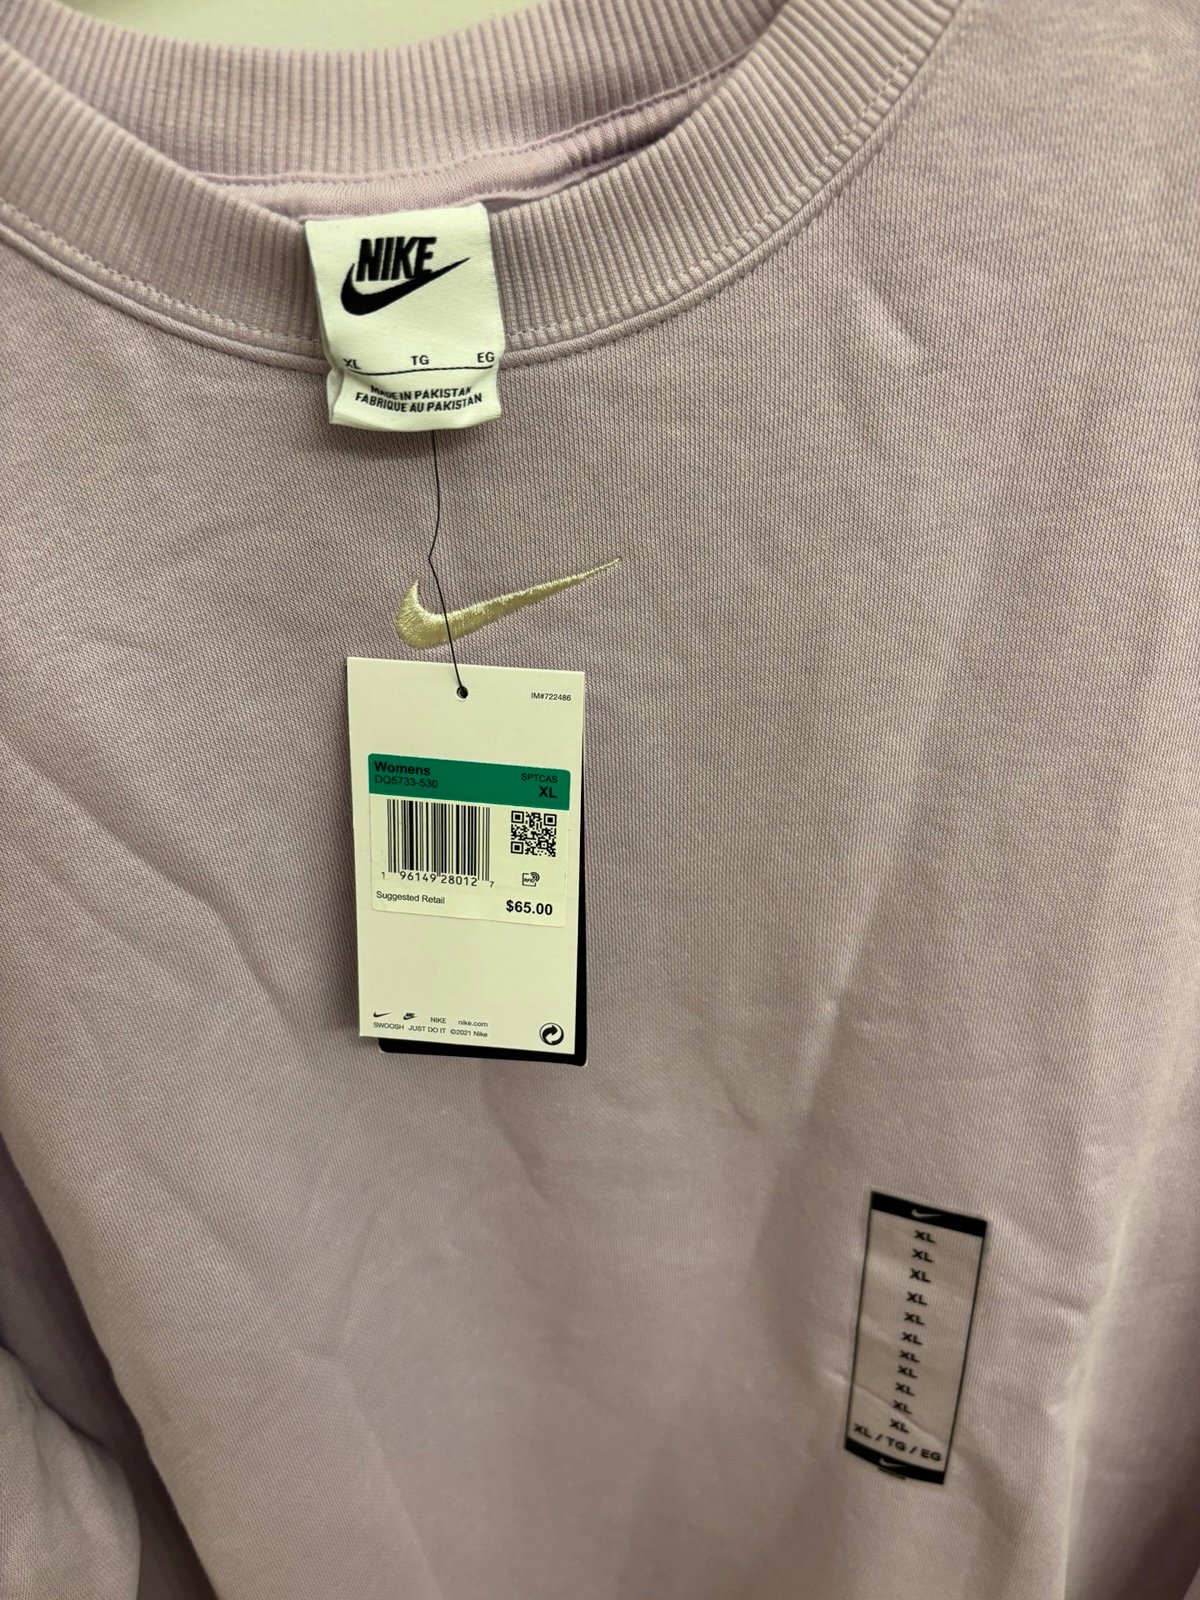 NIKE
XL TG EG
MADE IN PAKISTAN
FABRIQUE AU PAKISTAN
IM#722486
Womens SPTCAS
DQ5733-530 XL
1 96149 28012 7
Suggested Retail $65.00
NIKE nike.com
SWOOSH JUST DO IT ©2021 Nike
XL
XL
XL
XL
XL
XL
XL
XL
XL
XL
XL
XL / TG / EG